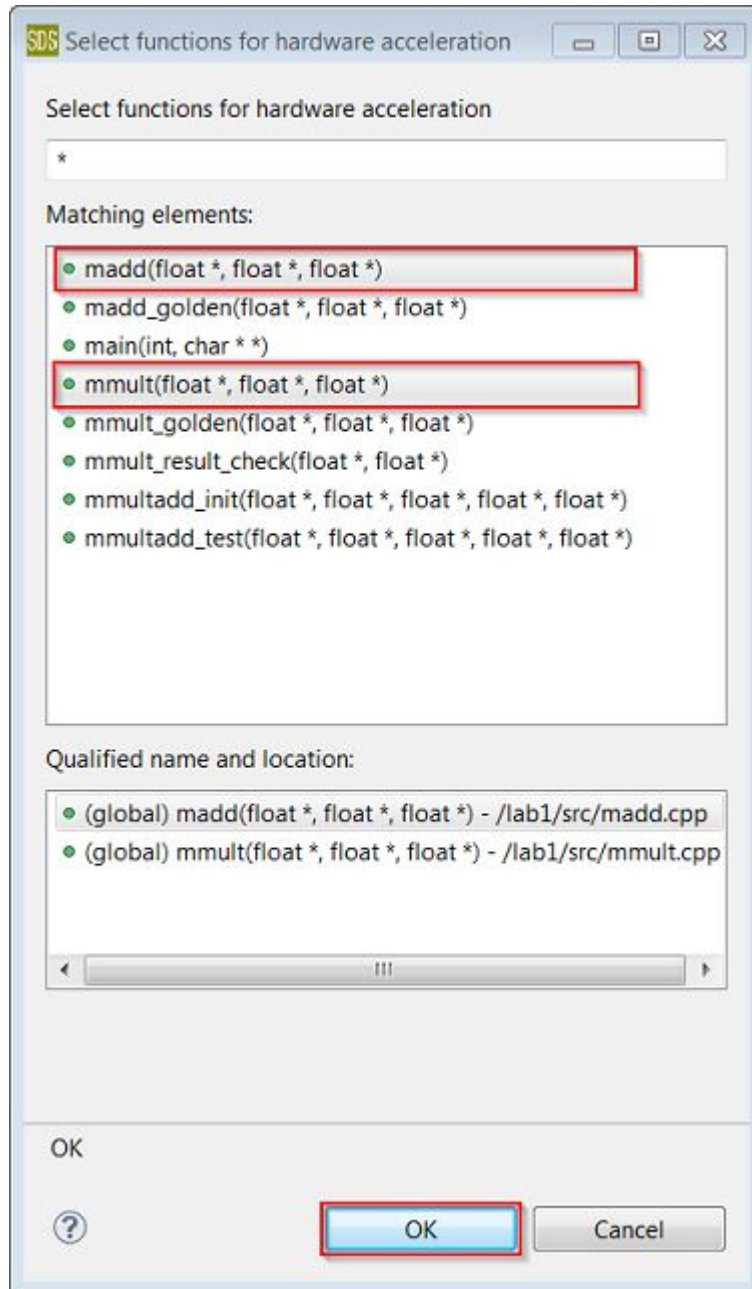 SDS Select functions for hardware acceleration
Select functions for hardware acceleration
*
Matching elements:
madd(float *, float *, float *)
madd_golden(float *, float *, float *)
main(int, char * *)
mmult(float *, float *, float *)
mmult_golden(float *, float *, float *)
mmult_result_check(float *, float *)
mmultadd_init(float *, float *, float *, float *, float *)
mmultadd_test(float *, float *, float *, float *, float *)
Qualified name and location:
(global) madd(float *, float *, float *) - /lab1/src/madd.cpp
(global) mmult(float *, float *, float *) - /lab1/src/mmult.cpp
OK
? OK Cancel